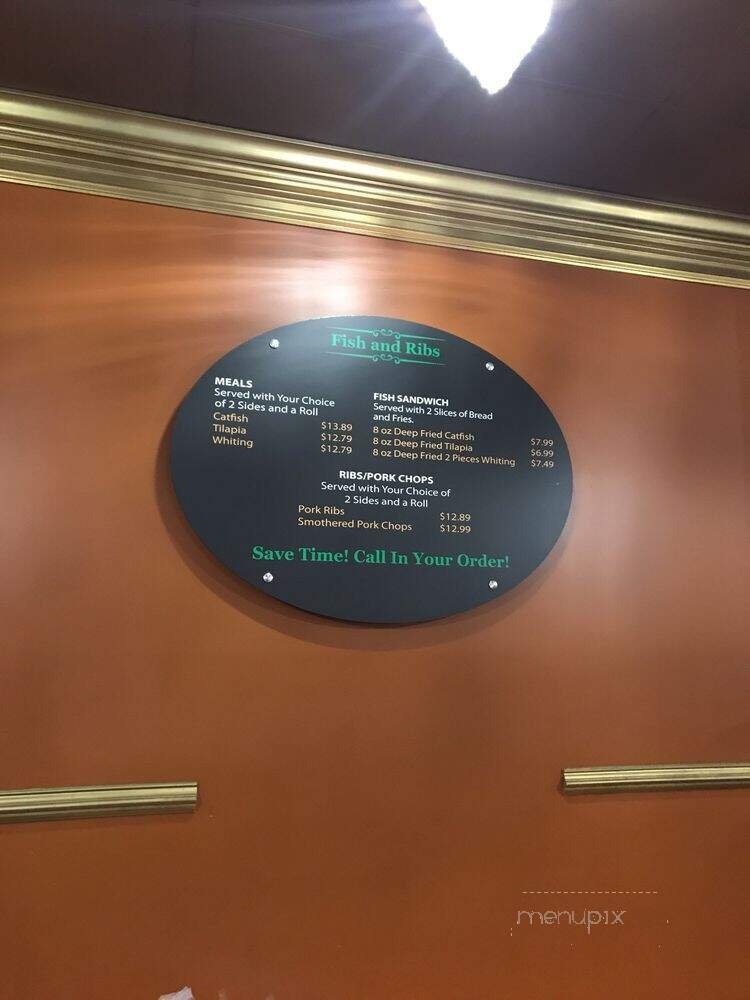 Fish and Ribs
MEALS
Served with Your Choice
of 2 Sides and a Roll
Catfish $13.89
Tilapia $12.79
Whiting $12.79
FISH SANDWICH
Served with 2 Slices of Bread
and Fries.
8 oz Deep Fried Catfish $7.99
8 oz Deep Fried Tilapia $6.99
8 oz Deep Fried 2 Pieces Whiting $7.49
RIBS/PORK CHOPS
Served with Your Choice of
2 Sides and a Roll
Pork Ribs $12.89
Smothered Pork Chops $12.99
Save Time! Call In Your Order!
menupix